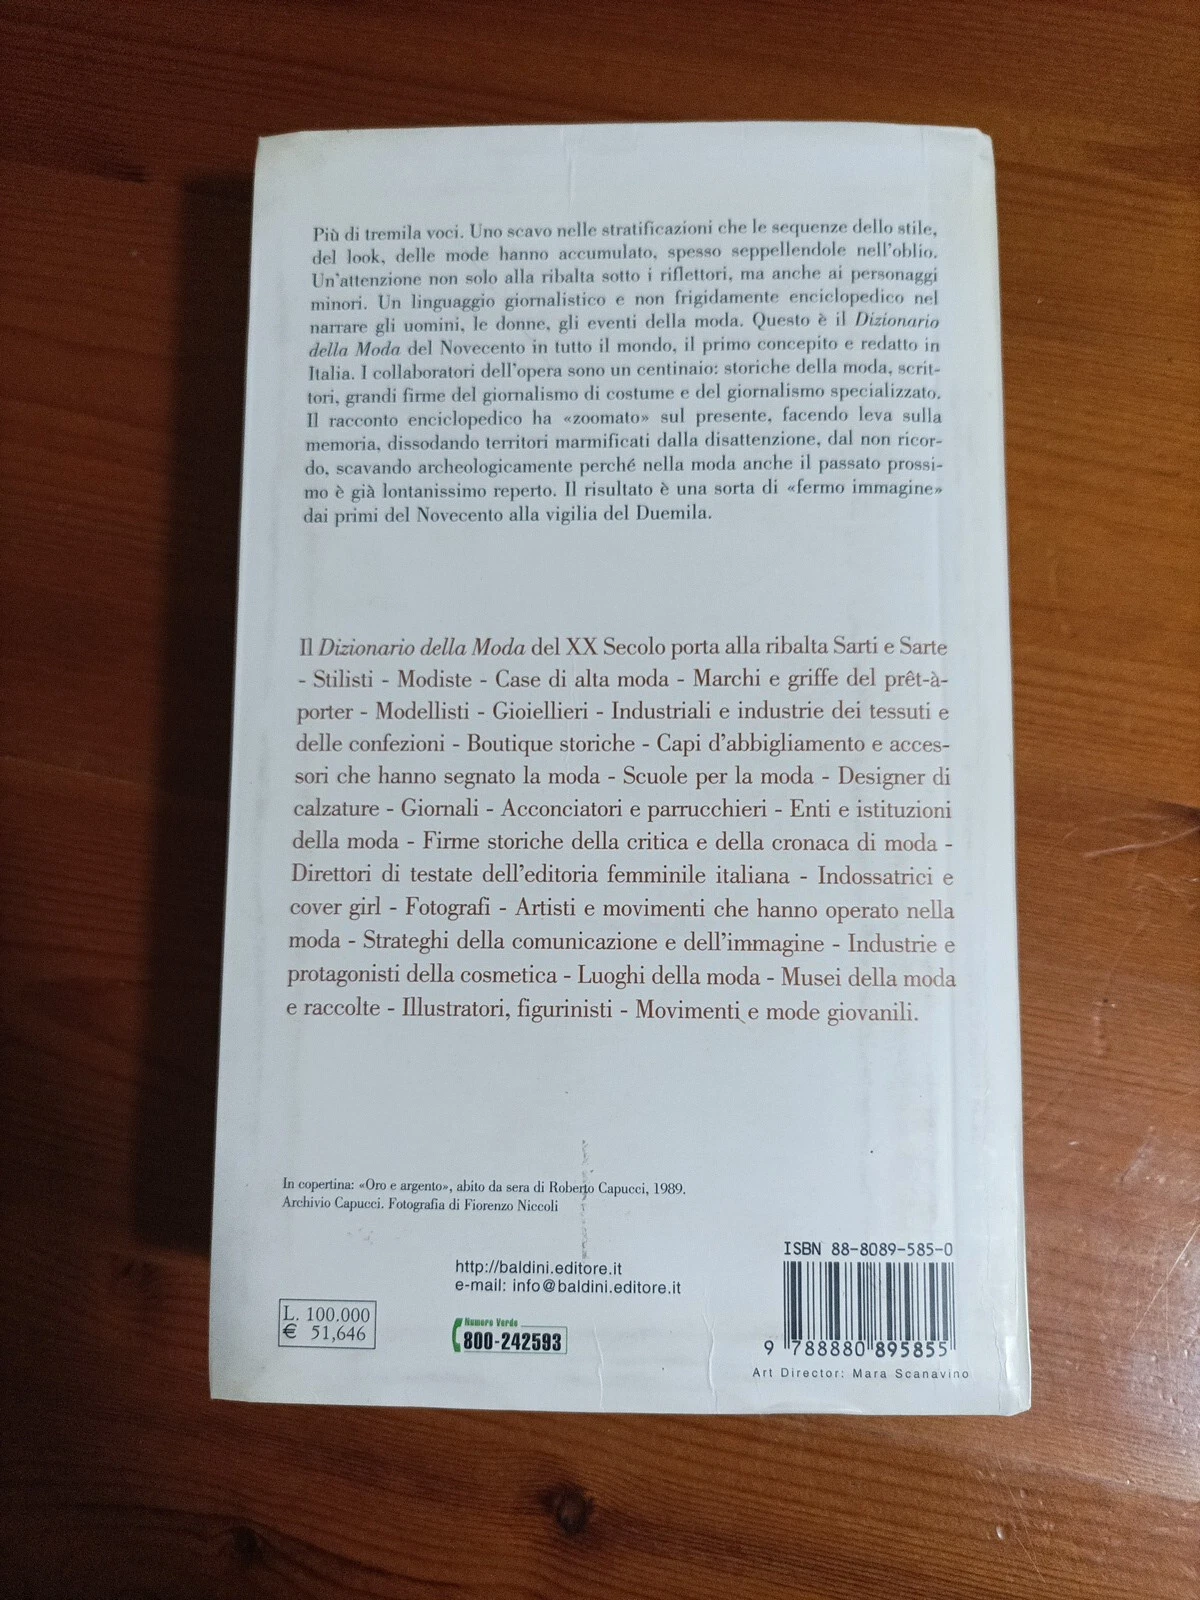 Più di tremila voci. Uno scavo nelle stratificazioni che le sequenze dello stile,
del look, delle mode hanno accumulato, spesso seppellendole nell'oblio.
Un'attenzione non solo alla ribalta sotto i riflettori, ma anche ai personaggi
minori. Un linguaggio giornalistico e non frigidamente enciclopedico nel
narrare gli uomini, le donne, gli eventi della moda. Questo è il Dizionario
della Moda del Novecento in tutto il mondo, il primo concepito e redatto in
Italia. I collaboratori dell'opera sono un centinaio: storiche della moda, scrit-
tori, grandi firme del giornalismo di costume e del giornalismo specializzato.
Il racconto enciclopedico ha «zoomato» sul presente, facendo leva sulla
memoria, dissodando territori marmificati dalla disattenzione, dal non ricor-
do, scavando archeologicamente perché nella moda anche il passato prossi-
mo è già lontanissimo reperto. Il risultato è una sorta di «fermo immagine»
dai primi del Novecento alla vigilia del Duemila.
Il Dizionario della Moda del XX Secolo porta alla ribalta Sarti e Sarte
- Stilisti - Modiste - Case di alta moda - Marchi e griffe del prêt-à-
porter - Modellisti - Gioiellieri - Industriali e industrie dei tessuti e
delle confezioni - Boutique storiche - Capi d'abbigliamento e acces-
sori che hanno segnato la moda - Scuole per la moda - Designer di
calzature - Giornali - Acconciatori e parrucchieri - Enti e istituzioni
della moda - Firme storiche della critica e della cronaca di moda -
Direttori di testate dell'editoria femminile italiana - Indossatrici e
cover girl - Fotografi - Artisti e movimenti che hanno operato nella
moda - Strateghi della comunicazione e dell'immagine - Industrie e
protagonisti della cosmetica - Luoghi della moda - Musei della moda
e raccolte - Illustratori, figurinisti - Movimenti e mode giovanili.
In copertina: «Oro e argento», abito da sera di Roberto Capucci, 1989.
Archivio Capucci. Fotografia di Fiorenzo Niccoli
http://baldini.editore.it
e-mail: info@baldini.editore.it
L. 100.000
€ 51,646
Numero Verde
800-242593
ISBN 88-8089-585-0
9 788880 895855
Art Director: Mara Scanavino